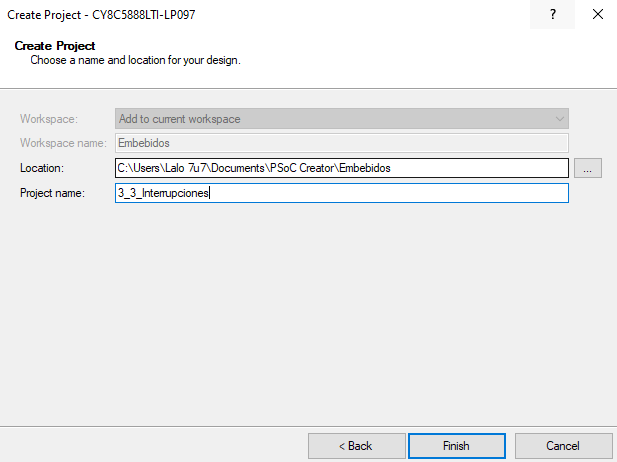 Create Project - CY8C5888LTI-LP097
?
Create Project
Choose a name and location for your design.
Workspace: Add to current workspace
Workspace name: Embebidos
Location: C:\Users\Lalo 7u7\Documents\PSoC Creator\Embebidos ...
Project name: 3_3_Interrupciones
< Back Finish Cancel